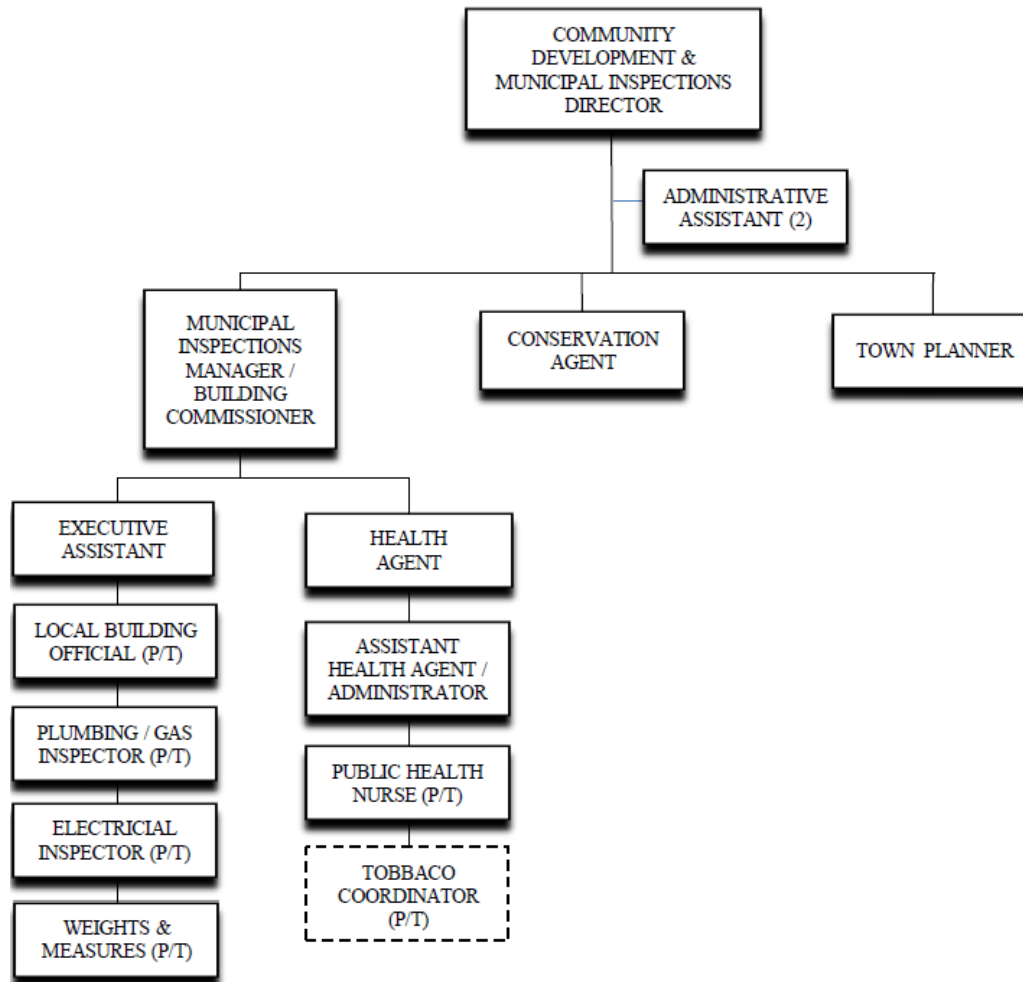 COMMUNITY
DEVELOPMENT &
MUNICIPAL INSPECTIONS
DIRECTOR
ADMINISTRATIVE
ASSISTANT (2)
MUNICIPAL
INSPECTIONS
MANAGER /
BUILDING
COMMISSIONER
CONSERVATION
AGENT
TOWN PLANNER
EXECUTIVE
ASSISTANT
HEALTH
AGENT
LOCAL BUILDING
OFFICIAL (P/T)
ASSISTANT
HEALTH AGENT /
ADMINISTRATOR
PLUMBING / GAS
INSPECTOR (P/T)
PUBLIC HEALTH
NURSE (P/T)
ELECTRICIAL
INSPECTOR (P/T)
TOBBACO
COORDINATOR
(P/T)
WEIGHTS &
MEASURES (P/T)